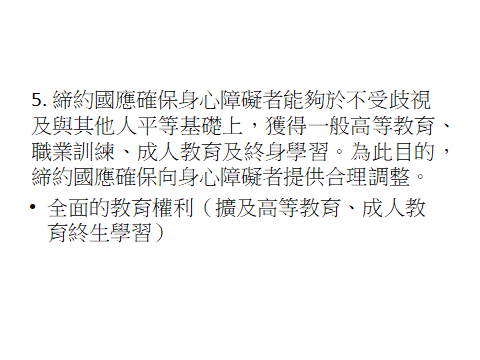 5. 締約國應確保身心障礙者能夠於不受歧視
及與其他人平等基礎上，獲得一般高等教育、
職業訓練、成人教育及終身學習。為此目的，
締約國應確保向身心障礙者提供合理調整。
• 全面的教育權利（擴及高等教育、成人教
育終生學習）